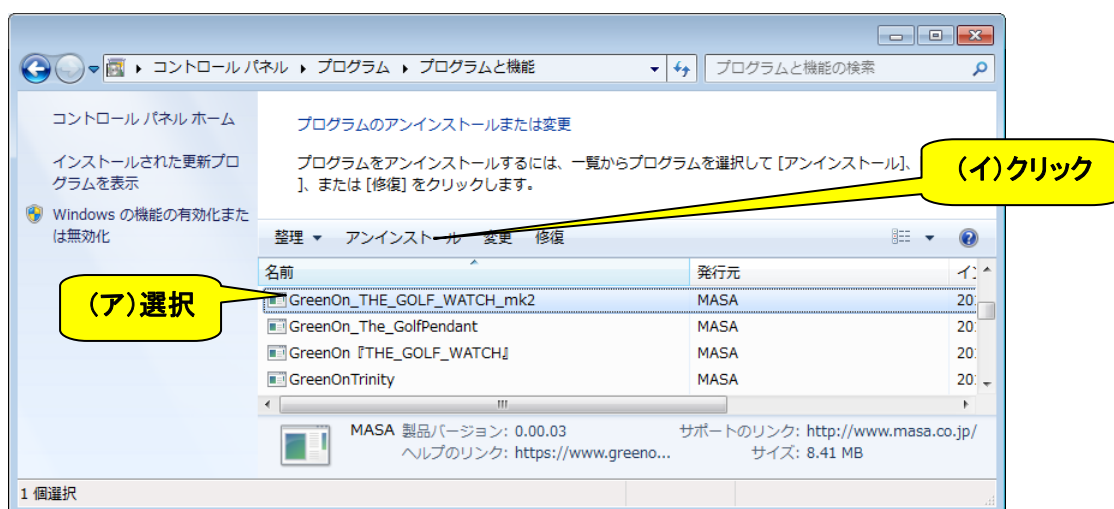 コントロール パネル ▸ プログラム ▸ プログラムと機能
プログラムと機能の検索
コントロール パネル ホーム
インストールされた更新プロ
グラムを表示
Windows の機能の有効化また
は無効化
プログラムのアンインストールまたは変更
プログラムをアンインストールするには、一覧からプログラムを選択して [アンインストール]、
]、または [修復] をクリックします。
(イ)クリック
整理 アンインストール 変更 修復
名前 発行元
(ア)選択
GreenOn_THE_GOLF_WATCH_mk2 MASA
GreenOn_The_GolfPendant MASA
GreenOn『THE_GOLF_WATCH』 MASA
GreenOnTrinity MASA
MASA 製品バージョン: 0.00.03 サポートのリンク: http://www.masa.co.jp/
ヘルプのリンク: https://www.greeno... サイズ: 8.41 MB
1 個選択